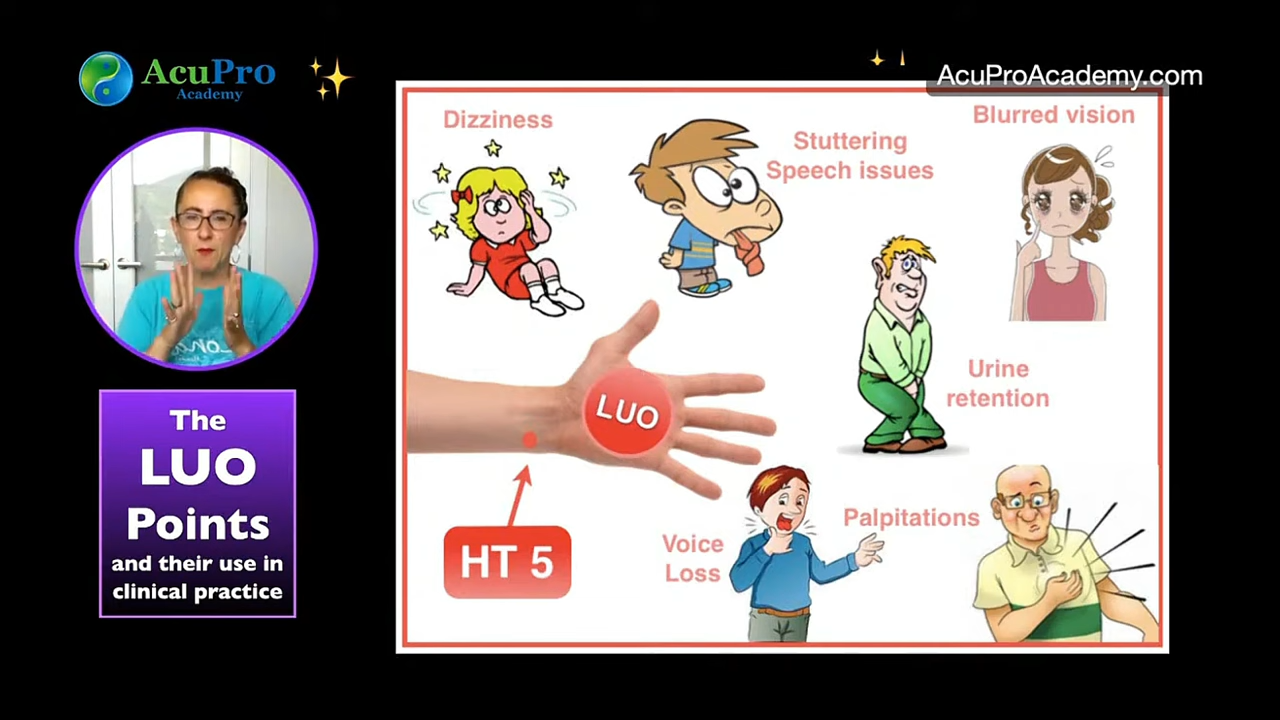 AcuPro
Academy
AcuProAcademy.com
The
LUO
Points
and their use in
clinical practice
Dizziness
Stuttering
Speech issues
Blurred vision
Urine
retention
LUO
HT 5
Voice
Loss
Palpitations